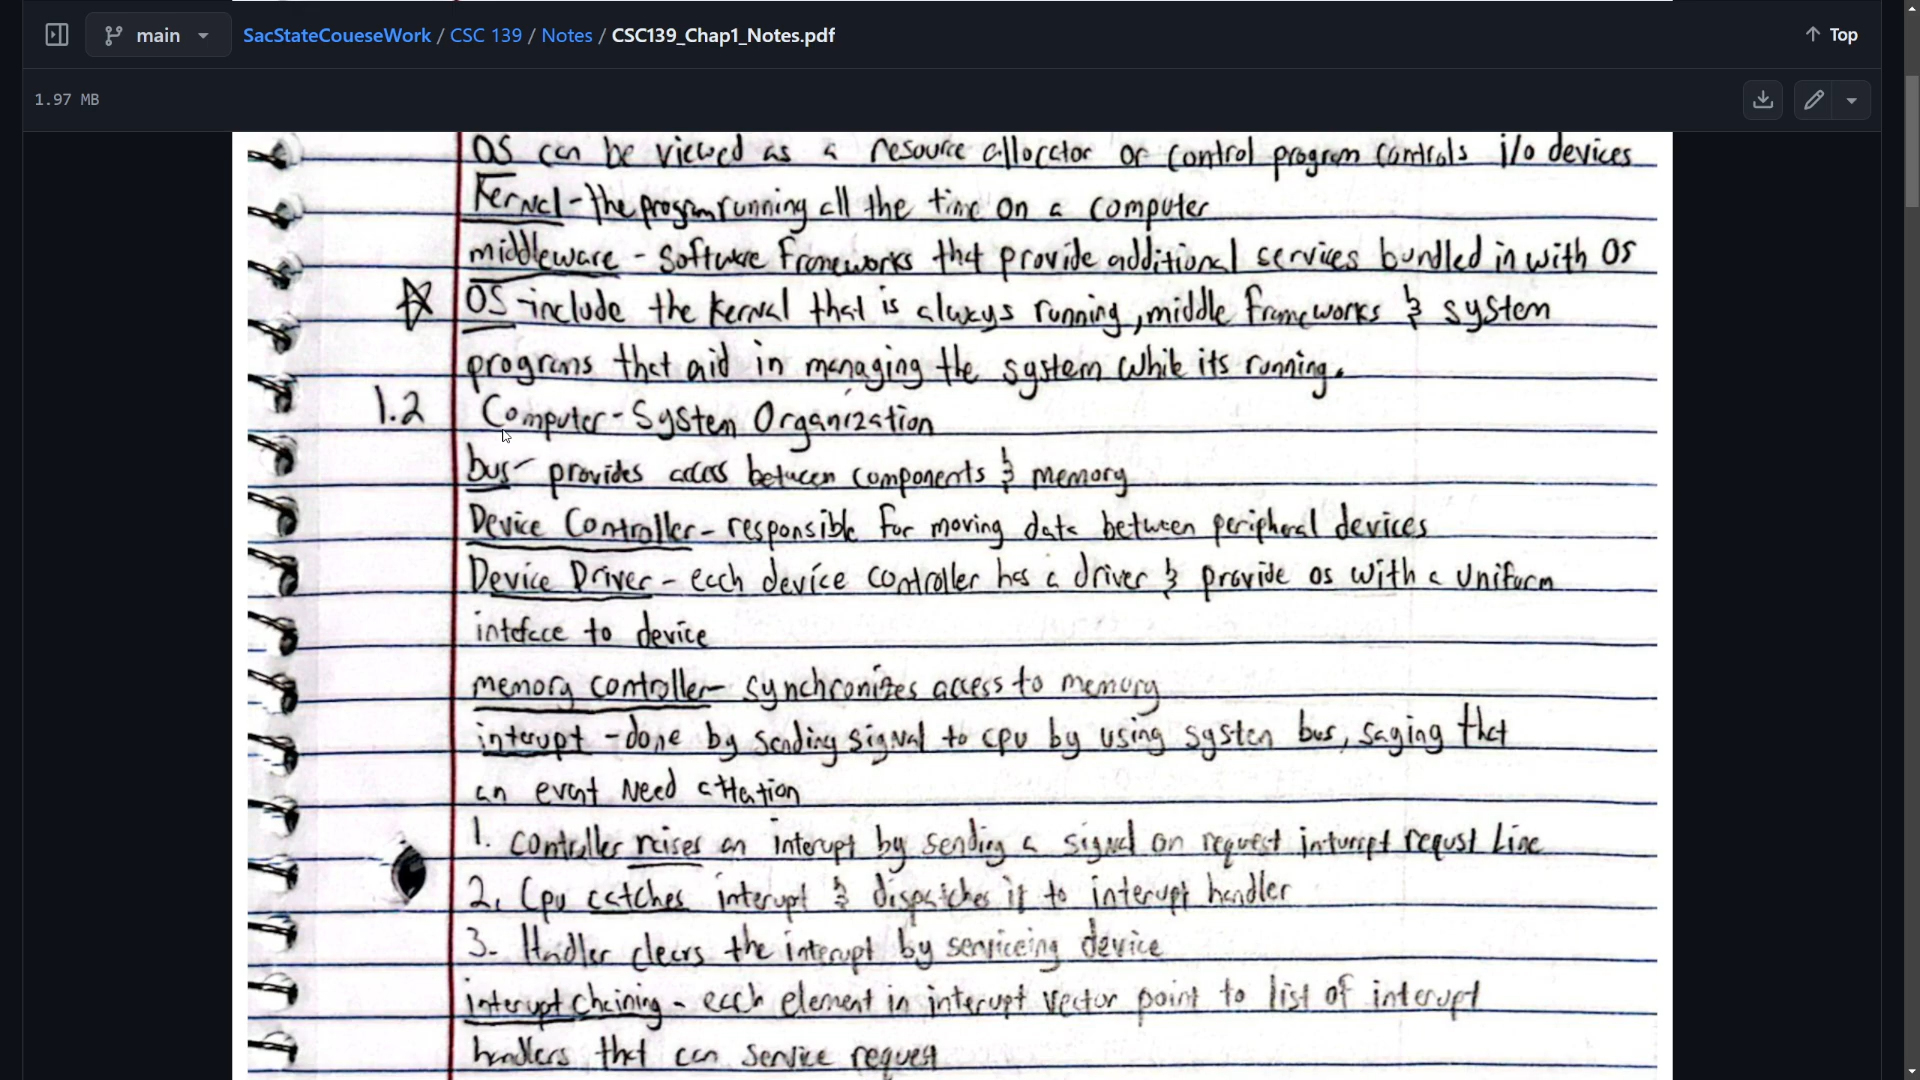 main
SacStateCoueseWork / CSC 139 / Notes / CSC139_Chap1_Notes.pdf
Top
1.97 MB
OS can be viewed as a resource allocator or control program controls i/o devices
Kernal - the program running all the time on a computer
middleware - software frameworks that provide additional services bundled in with OS
OS - include the Kernal that is always running, middle frameworks & system
programs that aid in managing the system while its running.
1.2 Computer - System Organization
bus - provides access between components & memory
Device Controller - responsible for moving data between peripheral devices
Device Driver - each device controller has a driver & provide os with a uniform
inteface to device
memory controller - synchronizes access to memory
interupt - done by sending signal to cpu by using system bus, saying that
an event need attention
1. controller raises an interupt by sending a signal on request inturrpt requst line
2. Cpu catches interupt & dispatches it to interupt handler
3. Handler clears the interupt by serviceing device
interupt chaining - each element in interupt vector point to list of interupt
handlers that can service request